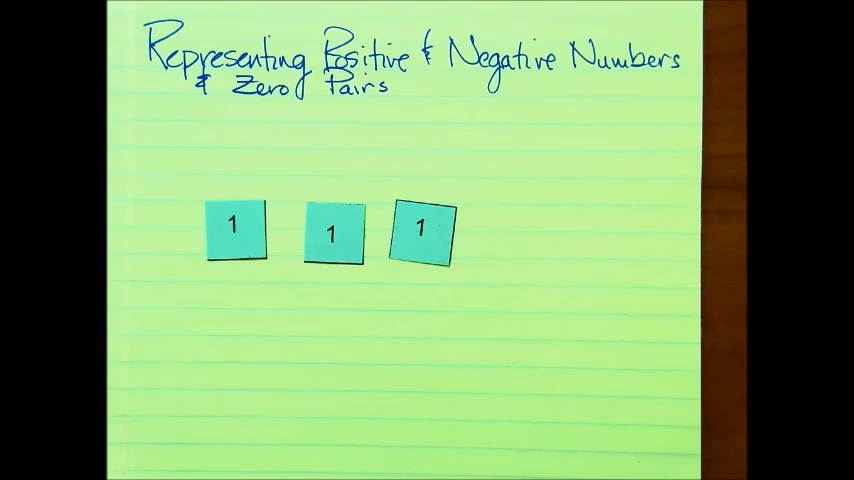 Representing Positive & Negative Numbers
& Zero Pairs
1 1 1